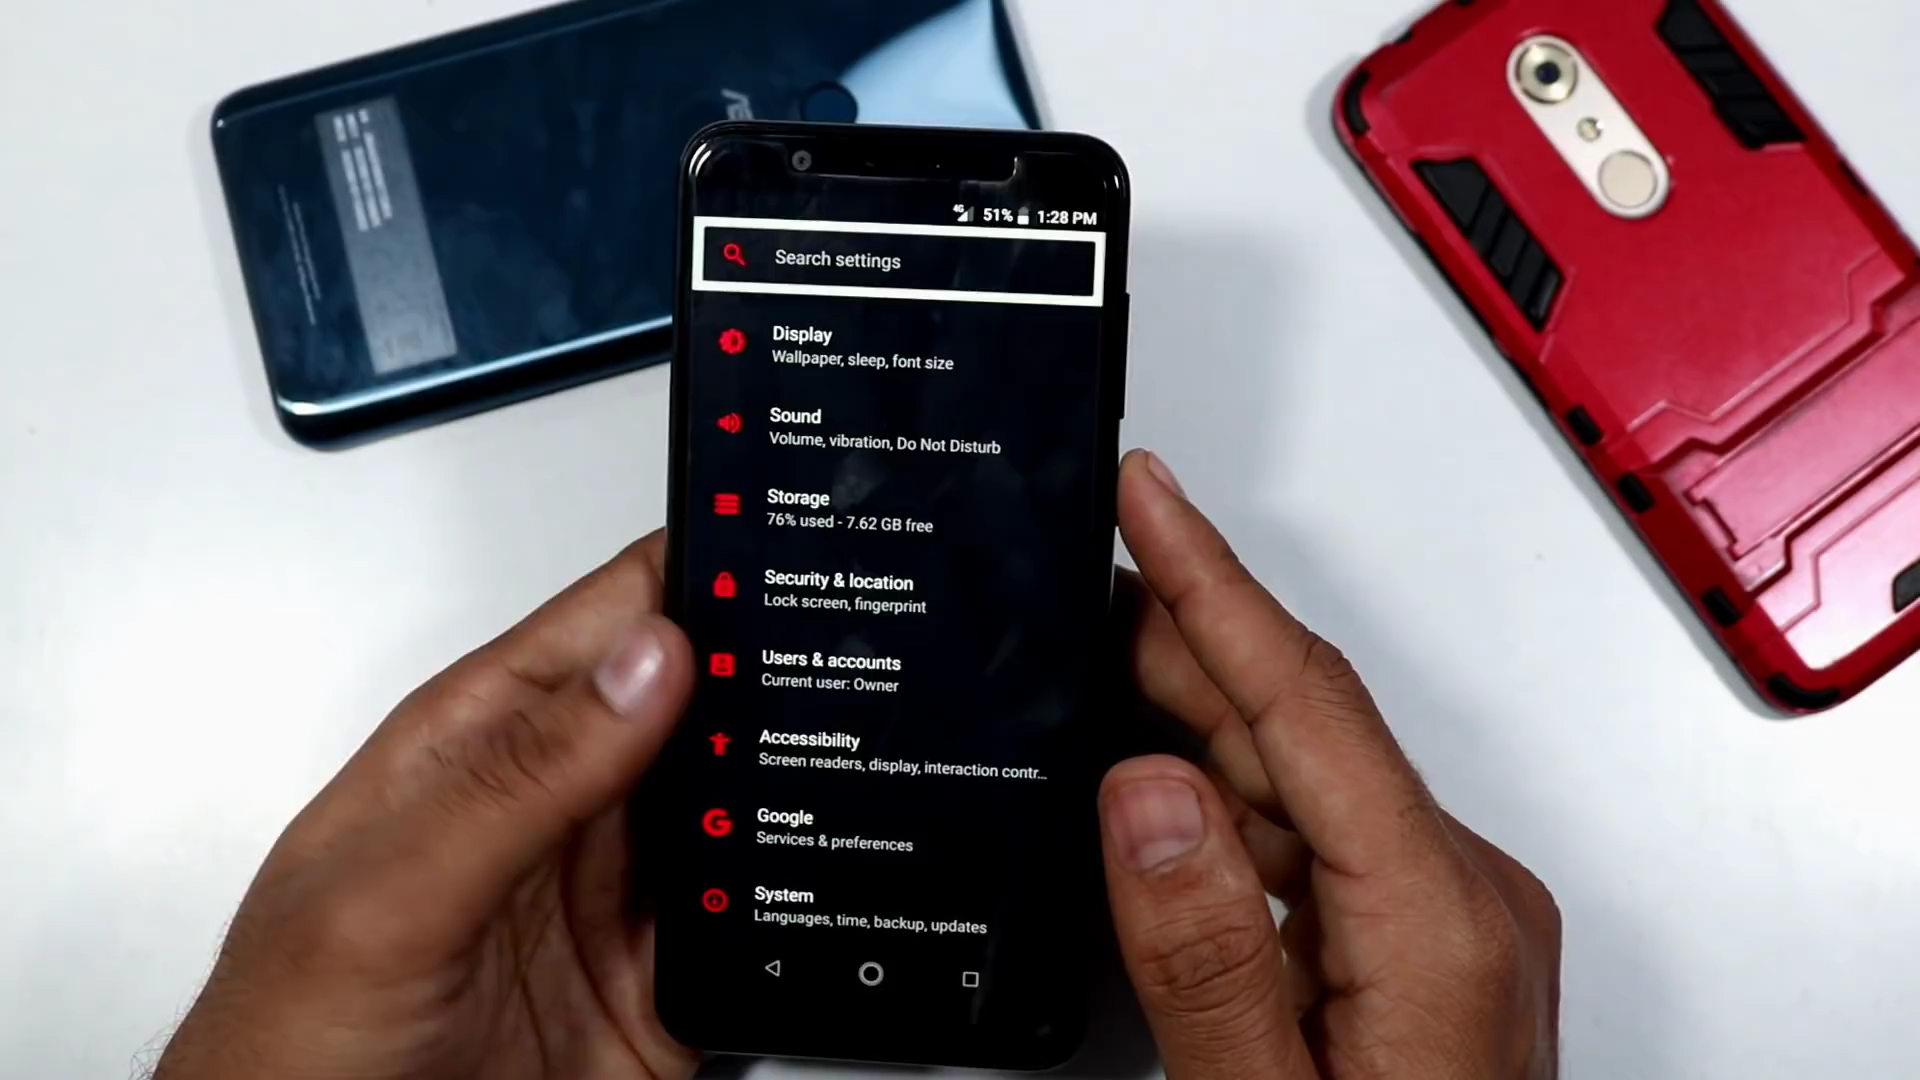 4G 51% 1:28 PM
Search settings
Display
Wallpaper, sleep, font size
Sound
Volume, vibration, Do Not Disturb
Storage
76% used - 7.62 GB free
Security & location
Lock screen, fingerprint
Users & accounts
Current user: Owner
Accessibility
Screen readers, display, interaction contr...
Google
Services & preferences
System
Languages, time, backup, updates